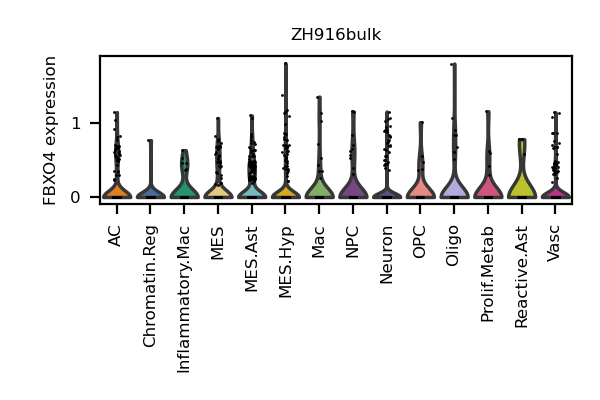 ZH916bulk
FBXO4 expression
1
0
AC
Chromatin.Reg
Inflammatory.Mac
MES
MES.Ast
MES.Hyp
Mac
NPC
Neuron
OPC
Oligo
Prolif.Metab
Reactive.Ast
Vasc